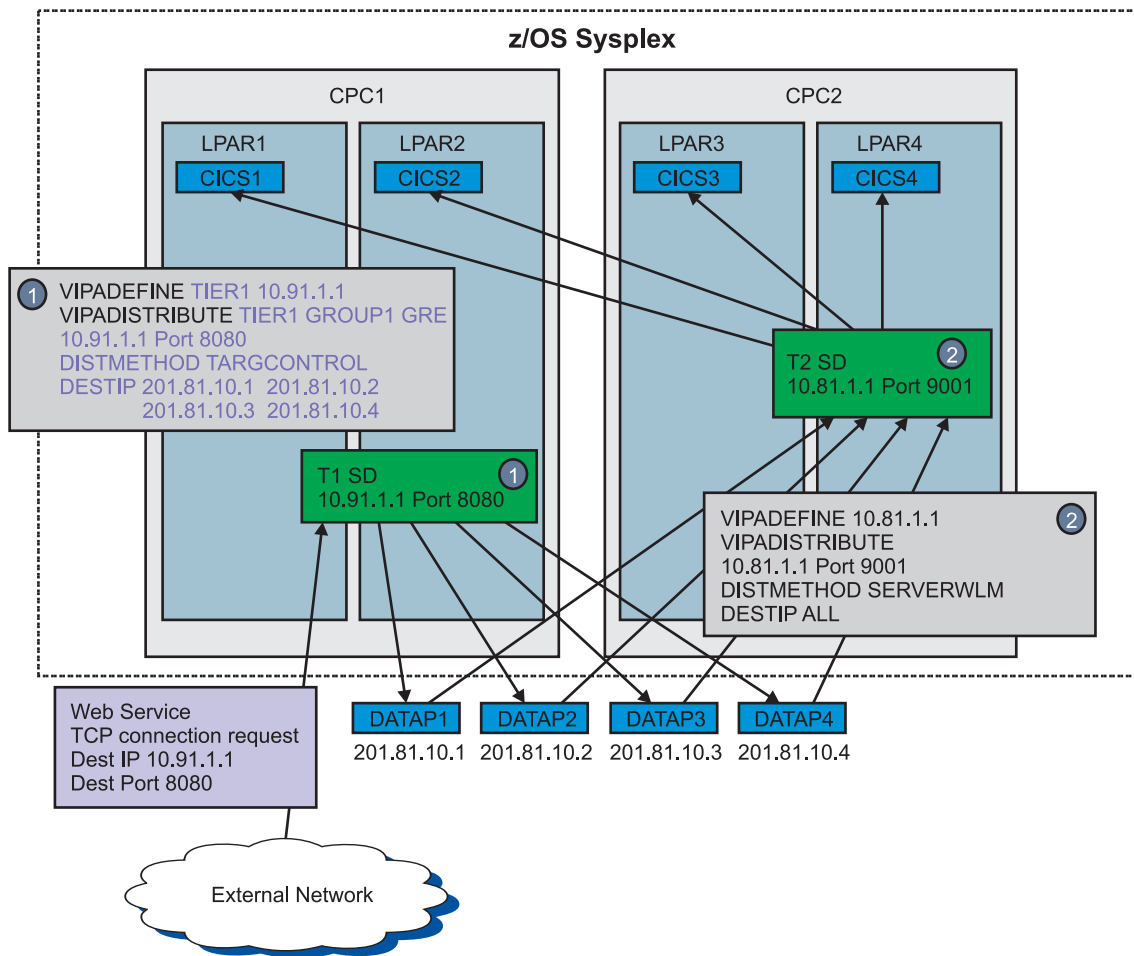 z/OS Sysplex
CPC1
CPC2
LPAR1
LPAR2
LPAR3
LPAR4
CICS1
CICS2
CICS3
CICS4
1
VIPADEFINE TIER1 10.91.1.1
VIPADISTRIBUTE TIER1 GROUP1 GRE
10.91.1.1 Port 8080
DISTMETHOD TARGCONTROL
DESTIP 201.81.10.1 201.81.10.2
201.81.10.3 201.81.10.4
T2 SD
2
10.81.1.1 Port 9001
T1 SD
1
10.91.1.1 Port 8080
VIPADEFINE 10.81.1.1
2
VIPADISTRIBUTE
10.81.1.1 Port 9001
DISTMETHOD SERVERWLM
DESTIP ALL
Web Service
TCP connection request
Dest IP 10.91.1.1
Dest Port 8080
DATAP1
DATAP2
DATAP3
DATAP4
201.81.10.1
201.81.10.2
201.81.10.3
201.81.10.4
External Network